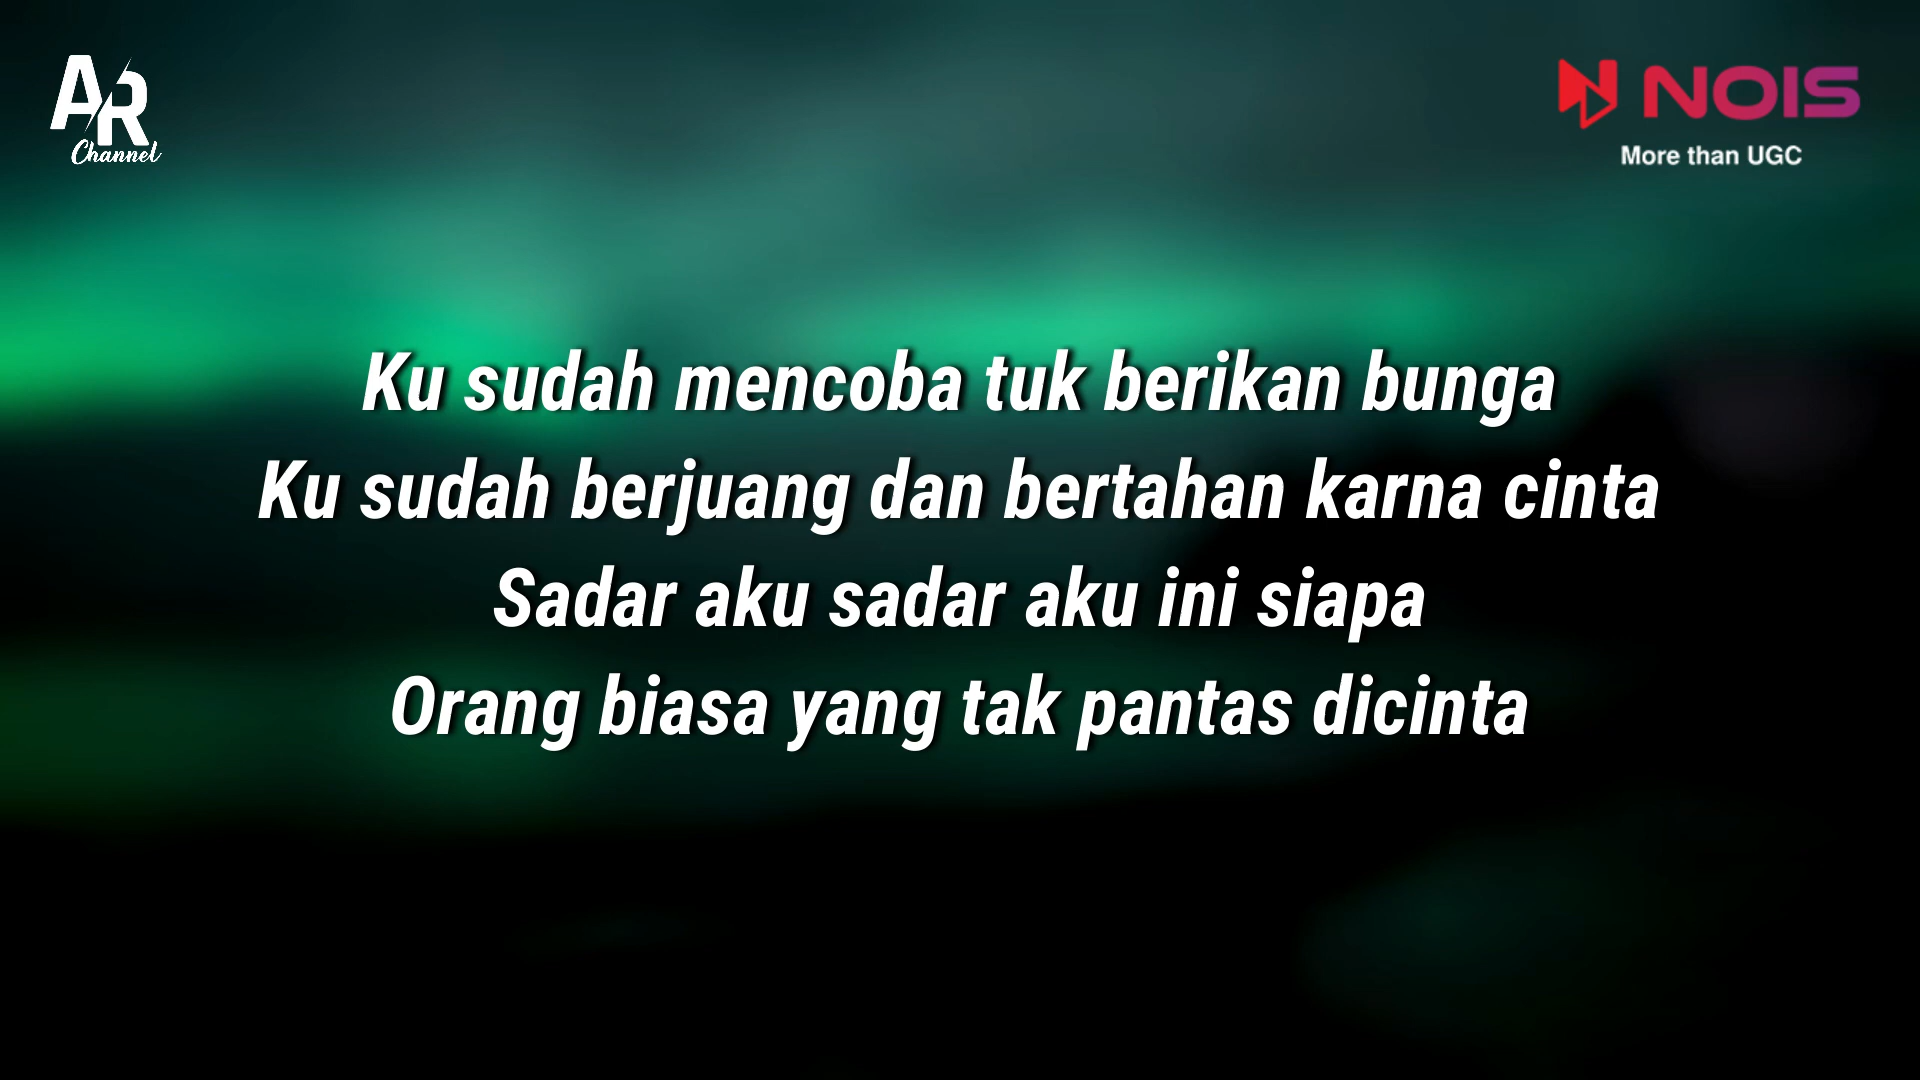 AR
Channel
NOIS
More than UGC
Ku sudah mencoba tuk berikan bunga
Ku sudah berjuang dan bertahan karna cinta
Sadar aku sadar aku ini siapa
Orang biasa yang tak pantas dicinta